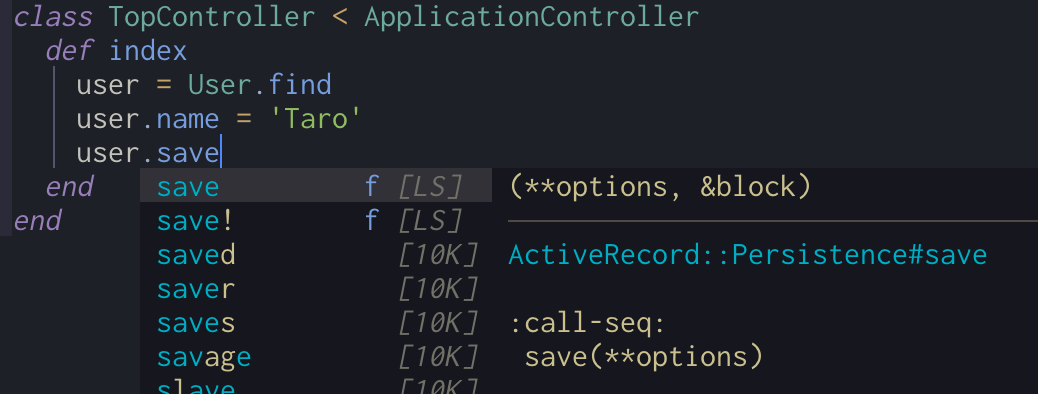 class TopController < ApplicationController
def index
user = User.find
user.name = 'Taro'
user.save
end
end
save f [LS]
save! f [LS]
saved [10K]
saver [10K]
saves [10K]
savage [10K]
slave [10K]
(**options, &block)
ActiveRecord::Persistence#save
:call-seq:
save(**options)